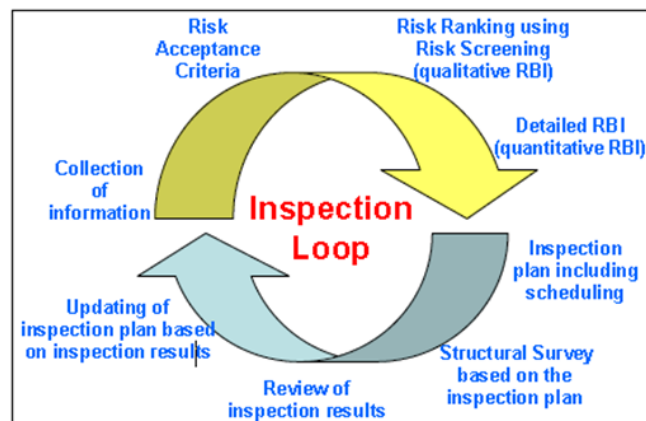 Risk
Acceptance
Criteria
Risk Ranking using
Risk Screening
(qualitative RBI)
Detailed RBI
(quantitative RBI)
Collection
of
information
Inspection
Loop
Inspection
plan including
scheduling
Updating of
inspection plan based
on inspection results
Structural Survey
based on the
inspection plan
Review of
inspection results